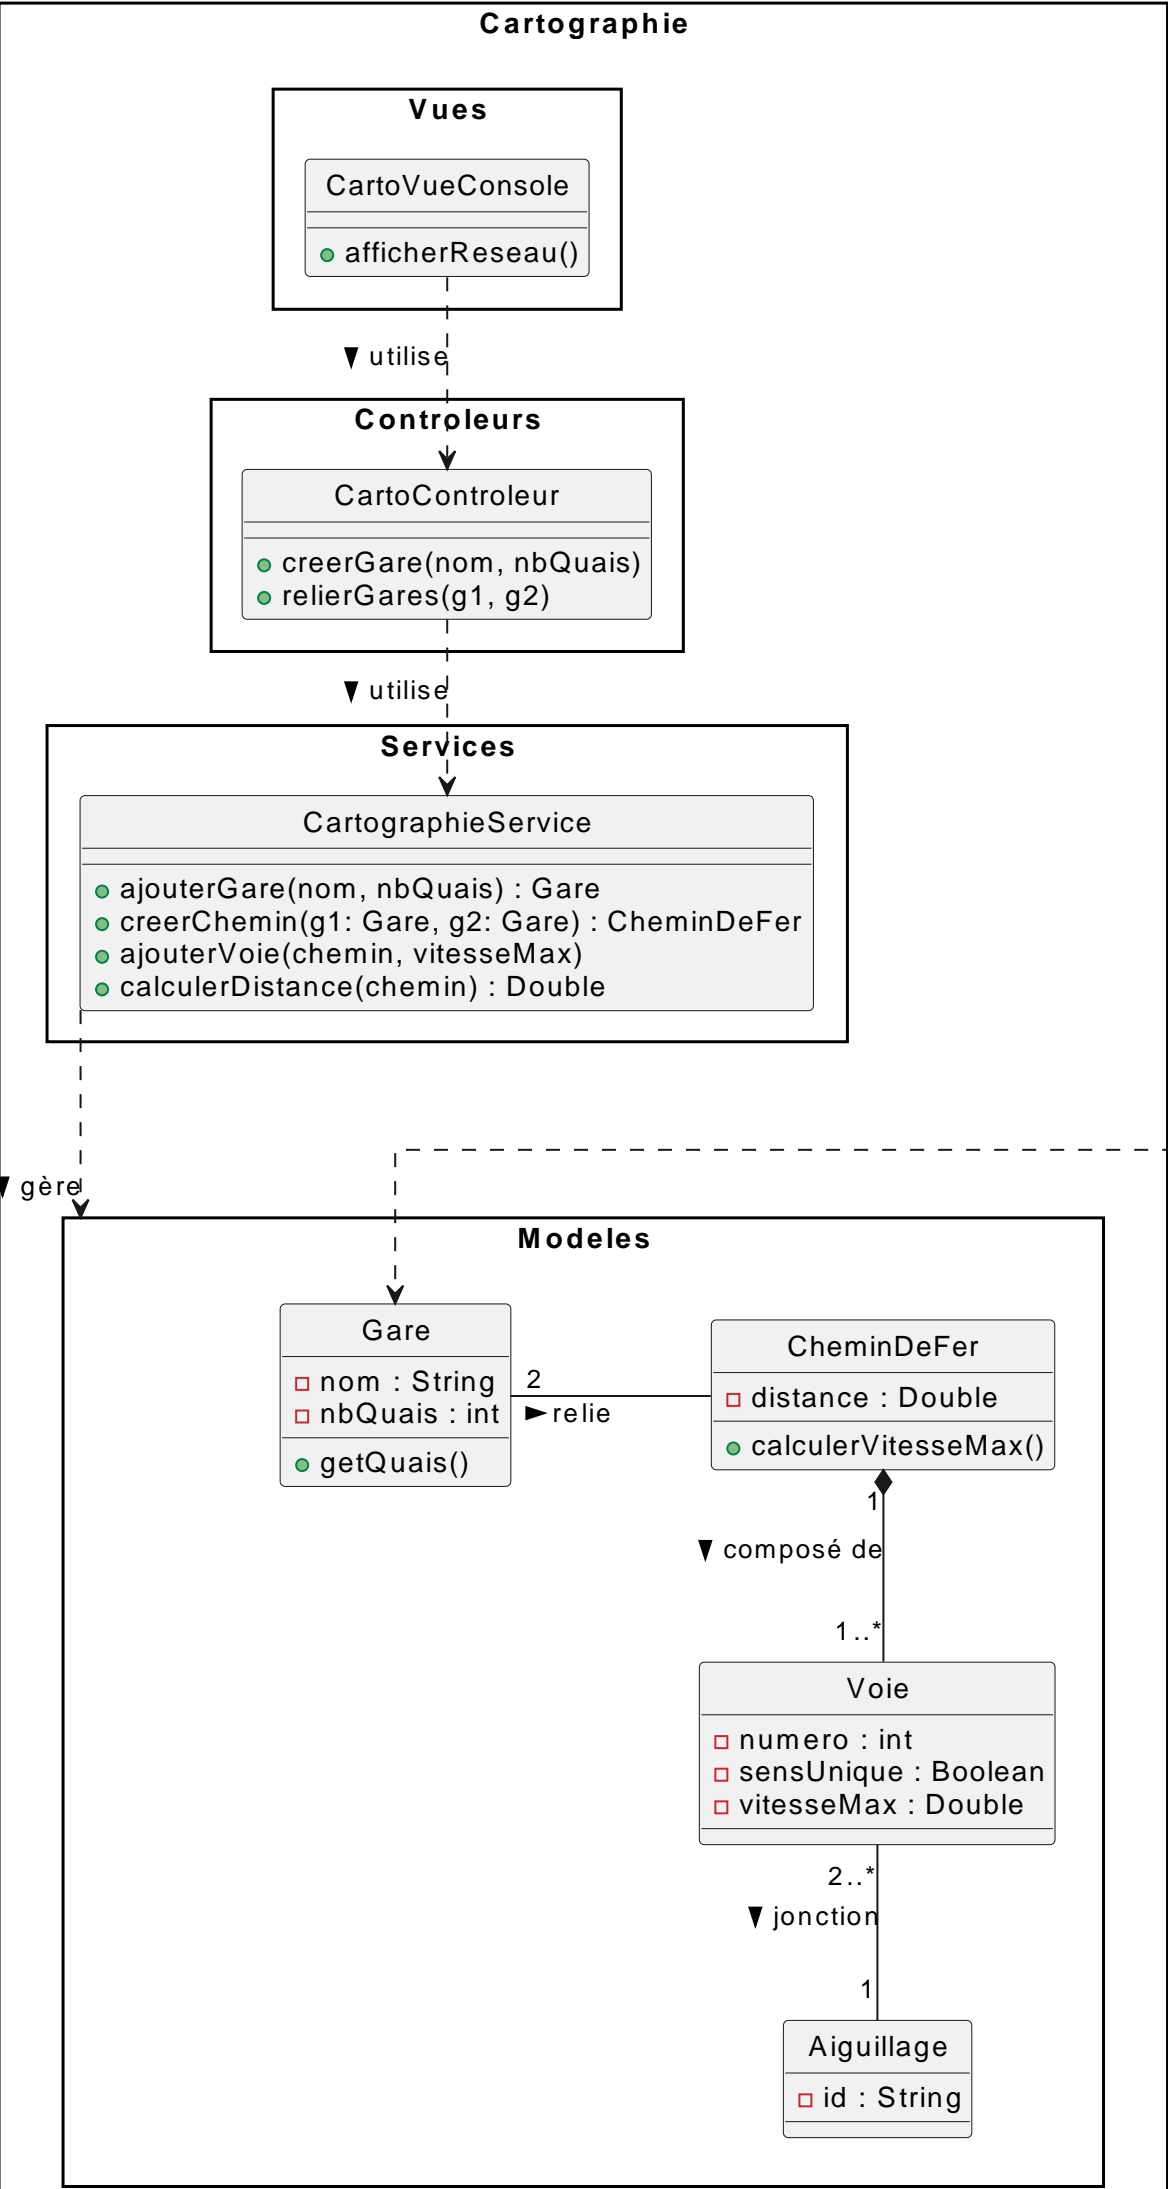 Cartographie
Vues
CartoVueConsole
afficherReseau()
utilise
Controleurs
CartoControleur
creerGare(nom, nbQuais)
relierGares(g1, g2)
utilise
Services
CartographieService
ajouterGare(nom, nbQuais) : Gare
creerChemin(g1: Gare, g2: Gare) : CheminDeFer
ajouterVoie(chemin, vitesseMax)
calculerDistance(chemin) : Double
gère
Modeles
Gare
nom : String
nbQuais : int
getQuais()
2
relie
CheminDeFer
distance : Double
calculerVitesseMax()
1
composé de
1..*
Voie
numero : int
sensUnique : Boolean
vitesseMax : Double
2..*
jonction
1
Aiguillage
id : String